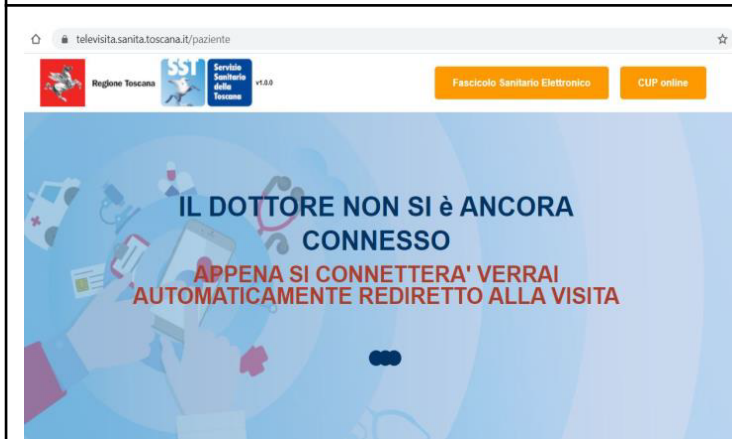 televisita.sanita.toscana.it/paziente
Regione Toscana
SST
Servizio
Sanitario
della
Toscana
v1.0.0
Fascicolo Sanitario Elettronico
CUP online
IL DOTTORE NON SI è ANCORA
CONNESSO
APPENA SI CONNETTERA' VERRAI
AUTOMATICAMENTE REDIRETTO ALLA VISITA